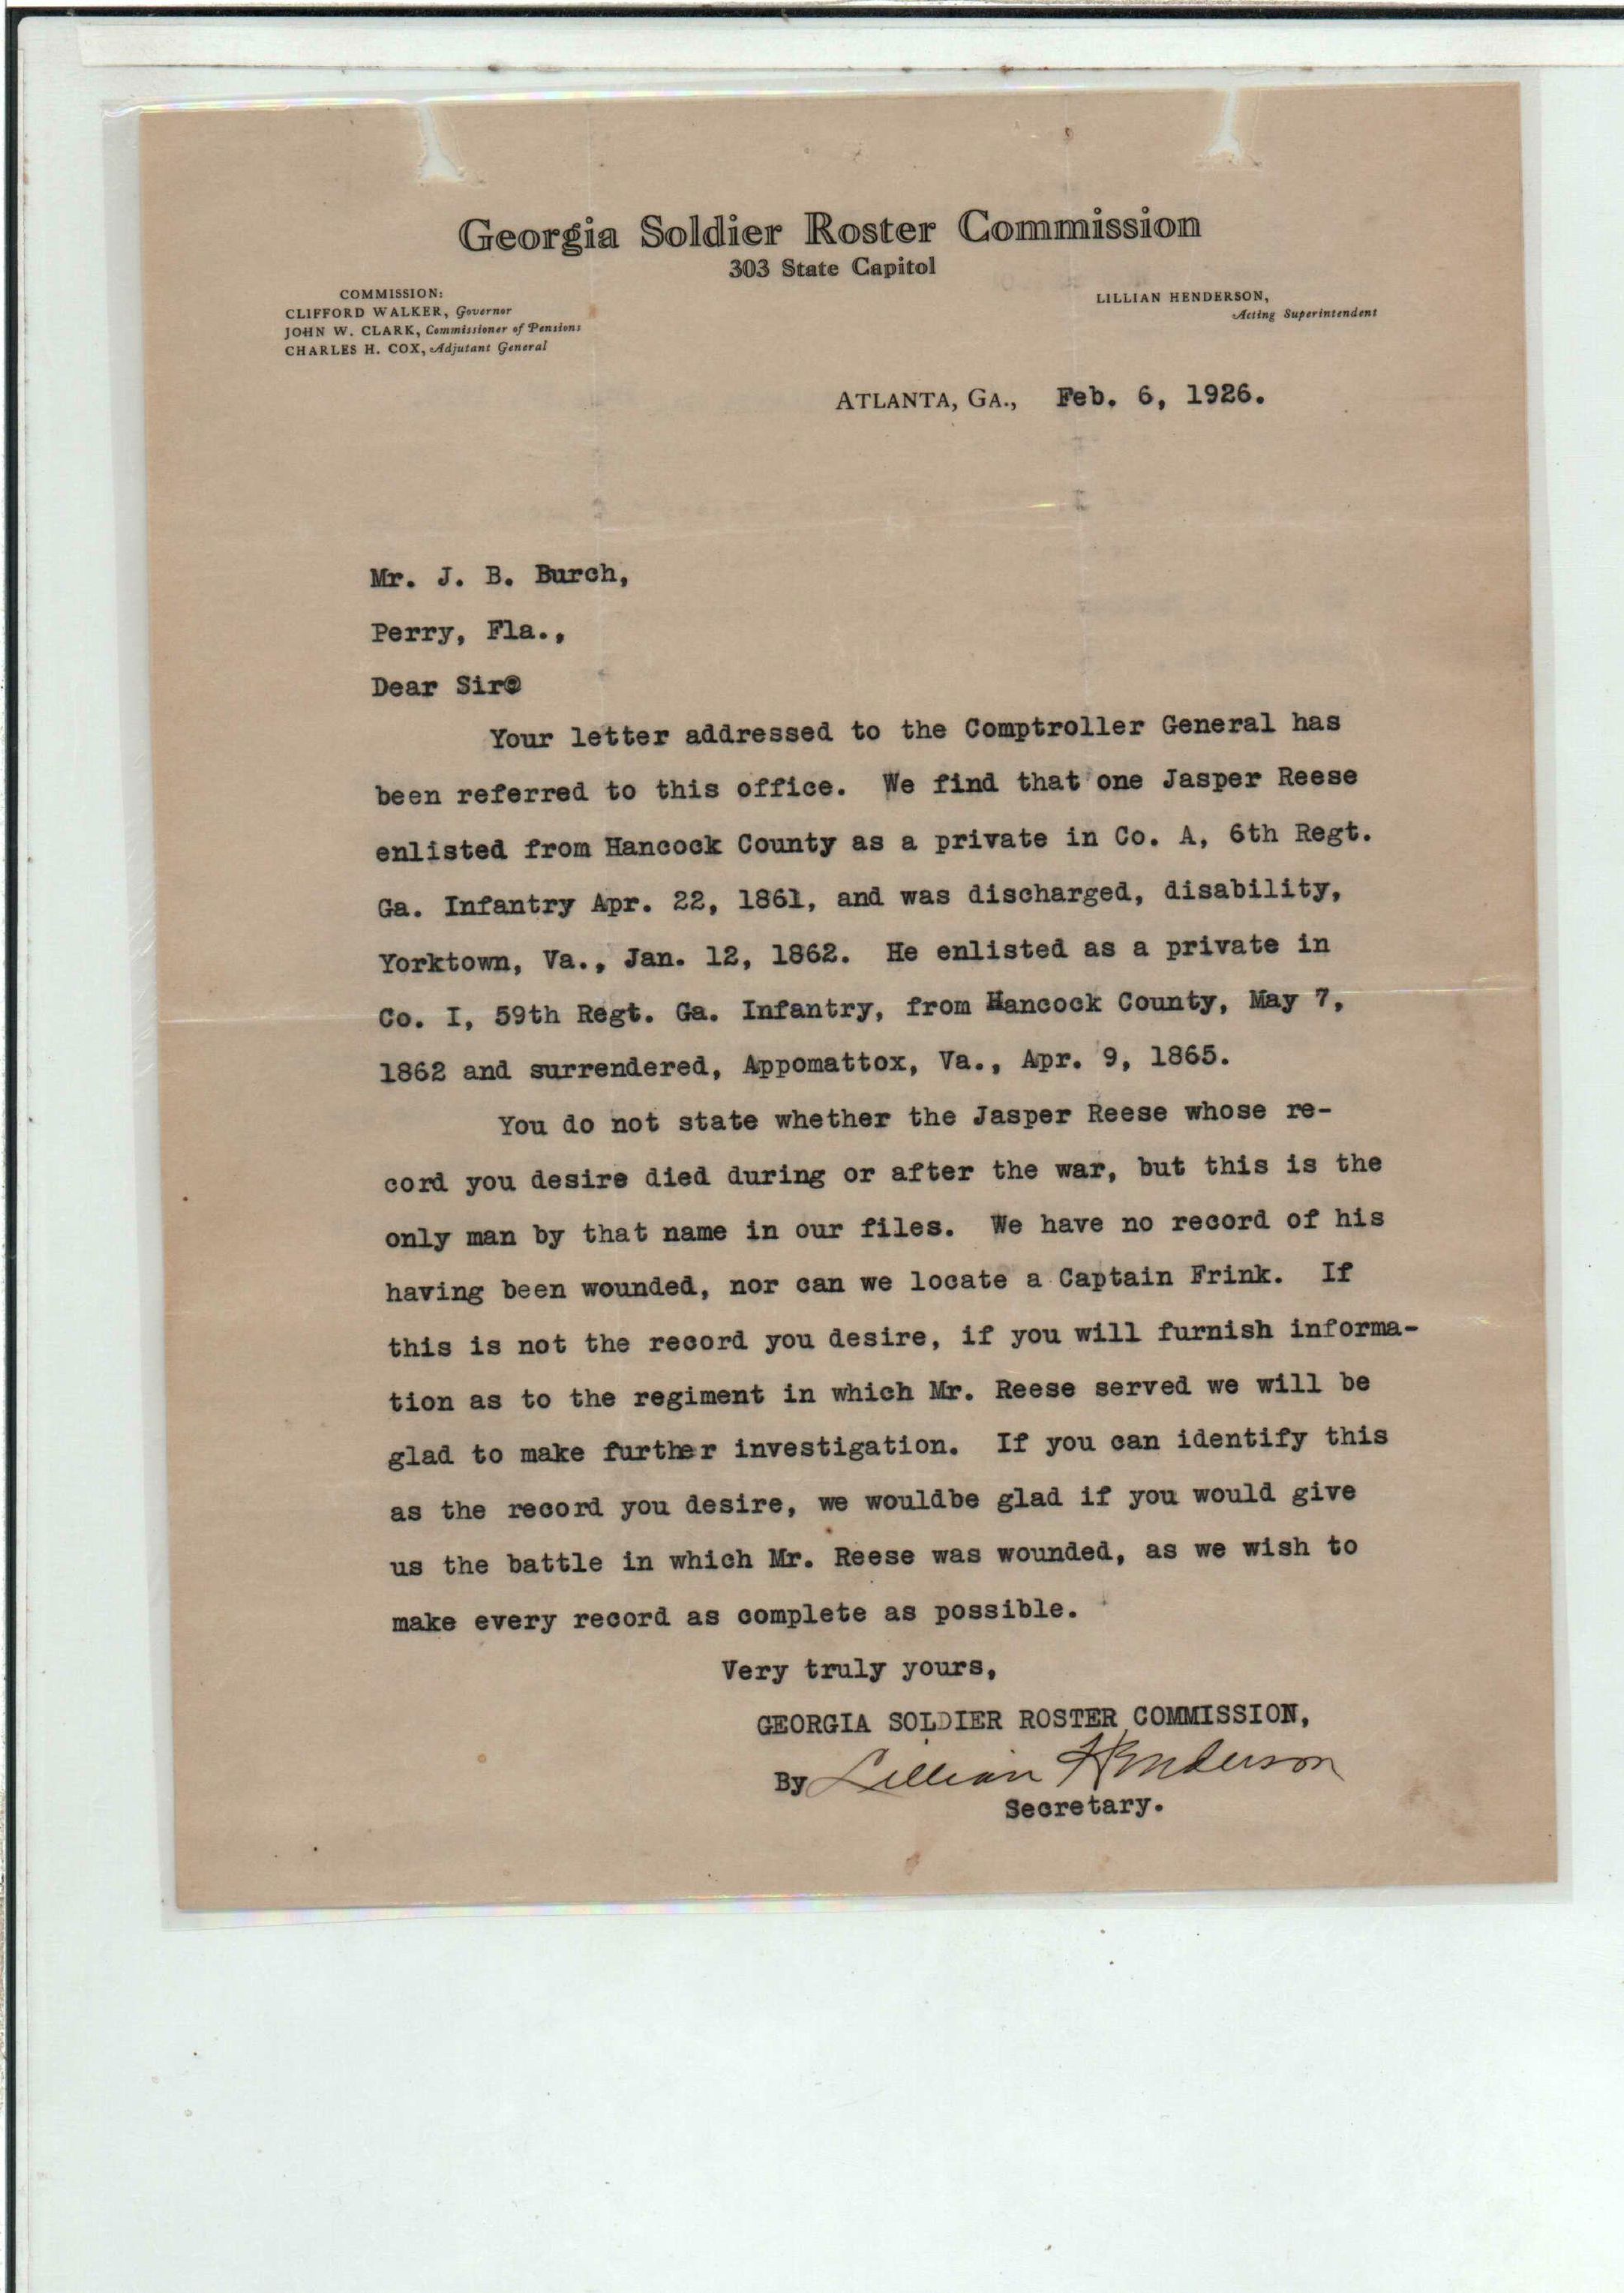 Georgia Soldier Roster Commission
303 State Capitol
COMMISSION:
CLIFFORD WALKER, Governor
JOHN W. CLARK, Commissioner of Pensions
CHARLES H. COX, Adjutant General
LILLIAN HENDERSON,
Acting Superintendent
ATLANTA, GA., Feb. 6, 1926.
Mr. J. B. Burch,
Perry, Fla.,
Dear Sir@
Your letter addressed to the Comptroller General has
been referred to this office. We find that one Jasper Reese
enlisted from Hancock County as a private in Co. A, 6th Regt.
Ga. Infantry Apr. 22, 1861, and was discharged, disability,
Yorktown, Va., Jan. 12, 1862. He enlisted as a private in
Co. I, 59th Regt. Ga. Infantry, from Hancock County, May 7,
1862 and surrendered, Appomattox, Va., Apr. 9, 1865.
You do not state whether the Jasper Reese whose re-
cord you desire died during or after the war, but this is the
only man by that name in our files. We have no record of his
having been wounded, nor can we locate a Captain Frink. If
this is not the record you desire, if you will furnish informa-
tion as to the regiment in which Mr. Reese served we will be
glad to make further investigation. If you can identify this
as the record you desire, we wouldbe glad if you would give
us the battle in which Mr. Reese was wounded, as we wish to
make every record as complete as possible.
Very truly yours,
GEORGIA SOLDIER ROSTER COMMISSION,
By Lillian Henderson
Secretary.